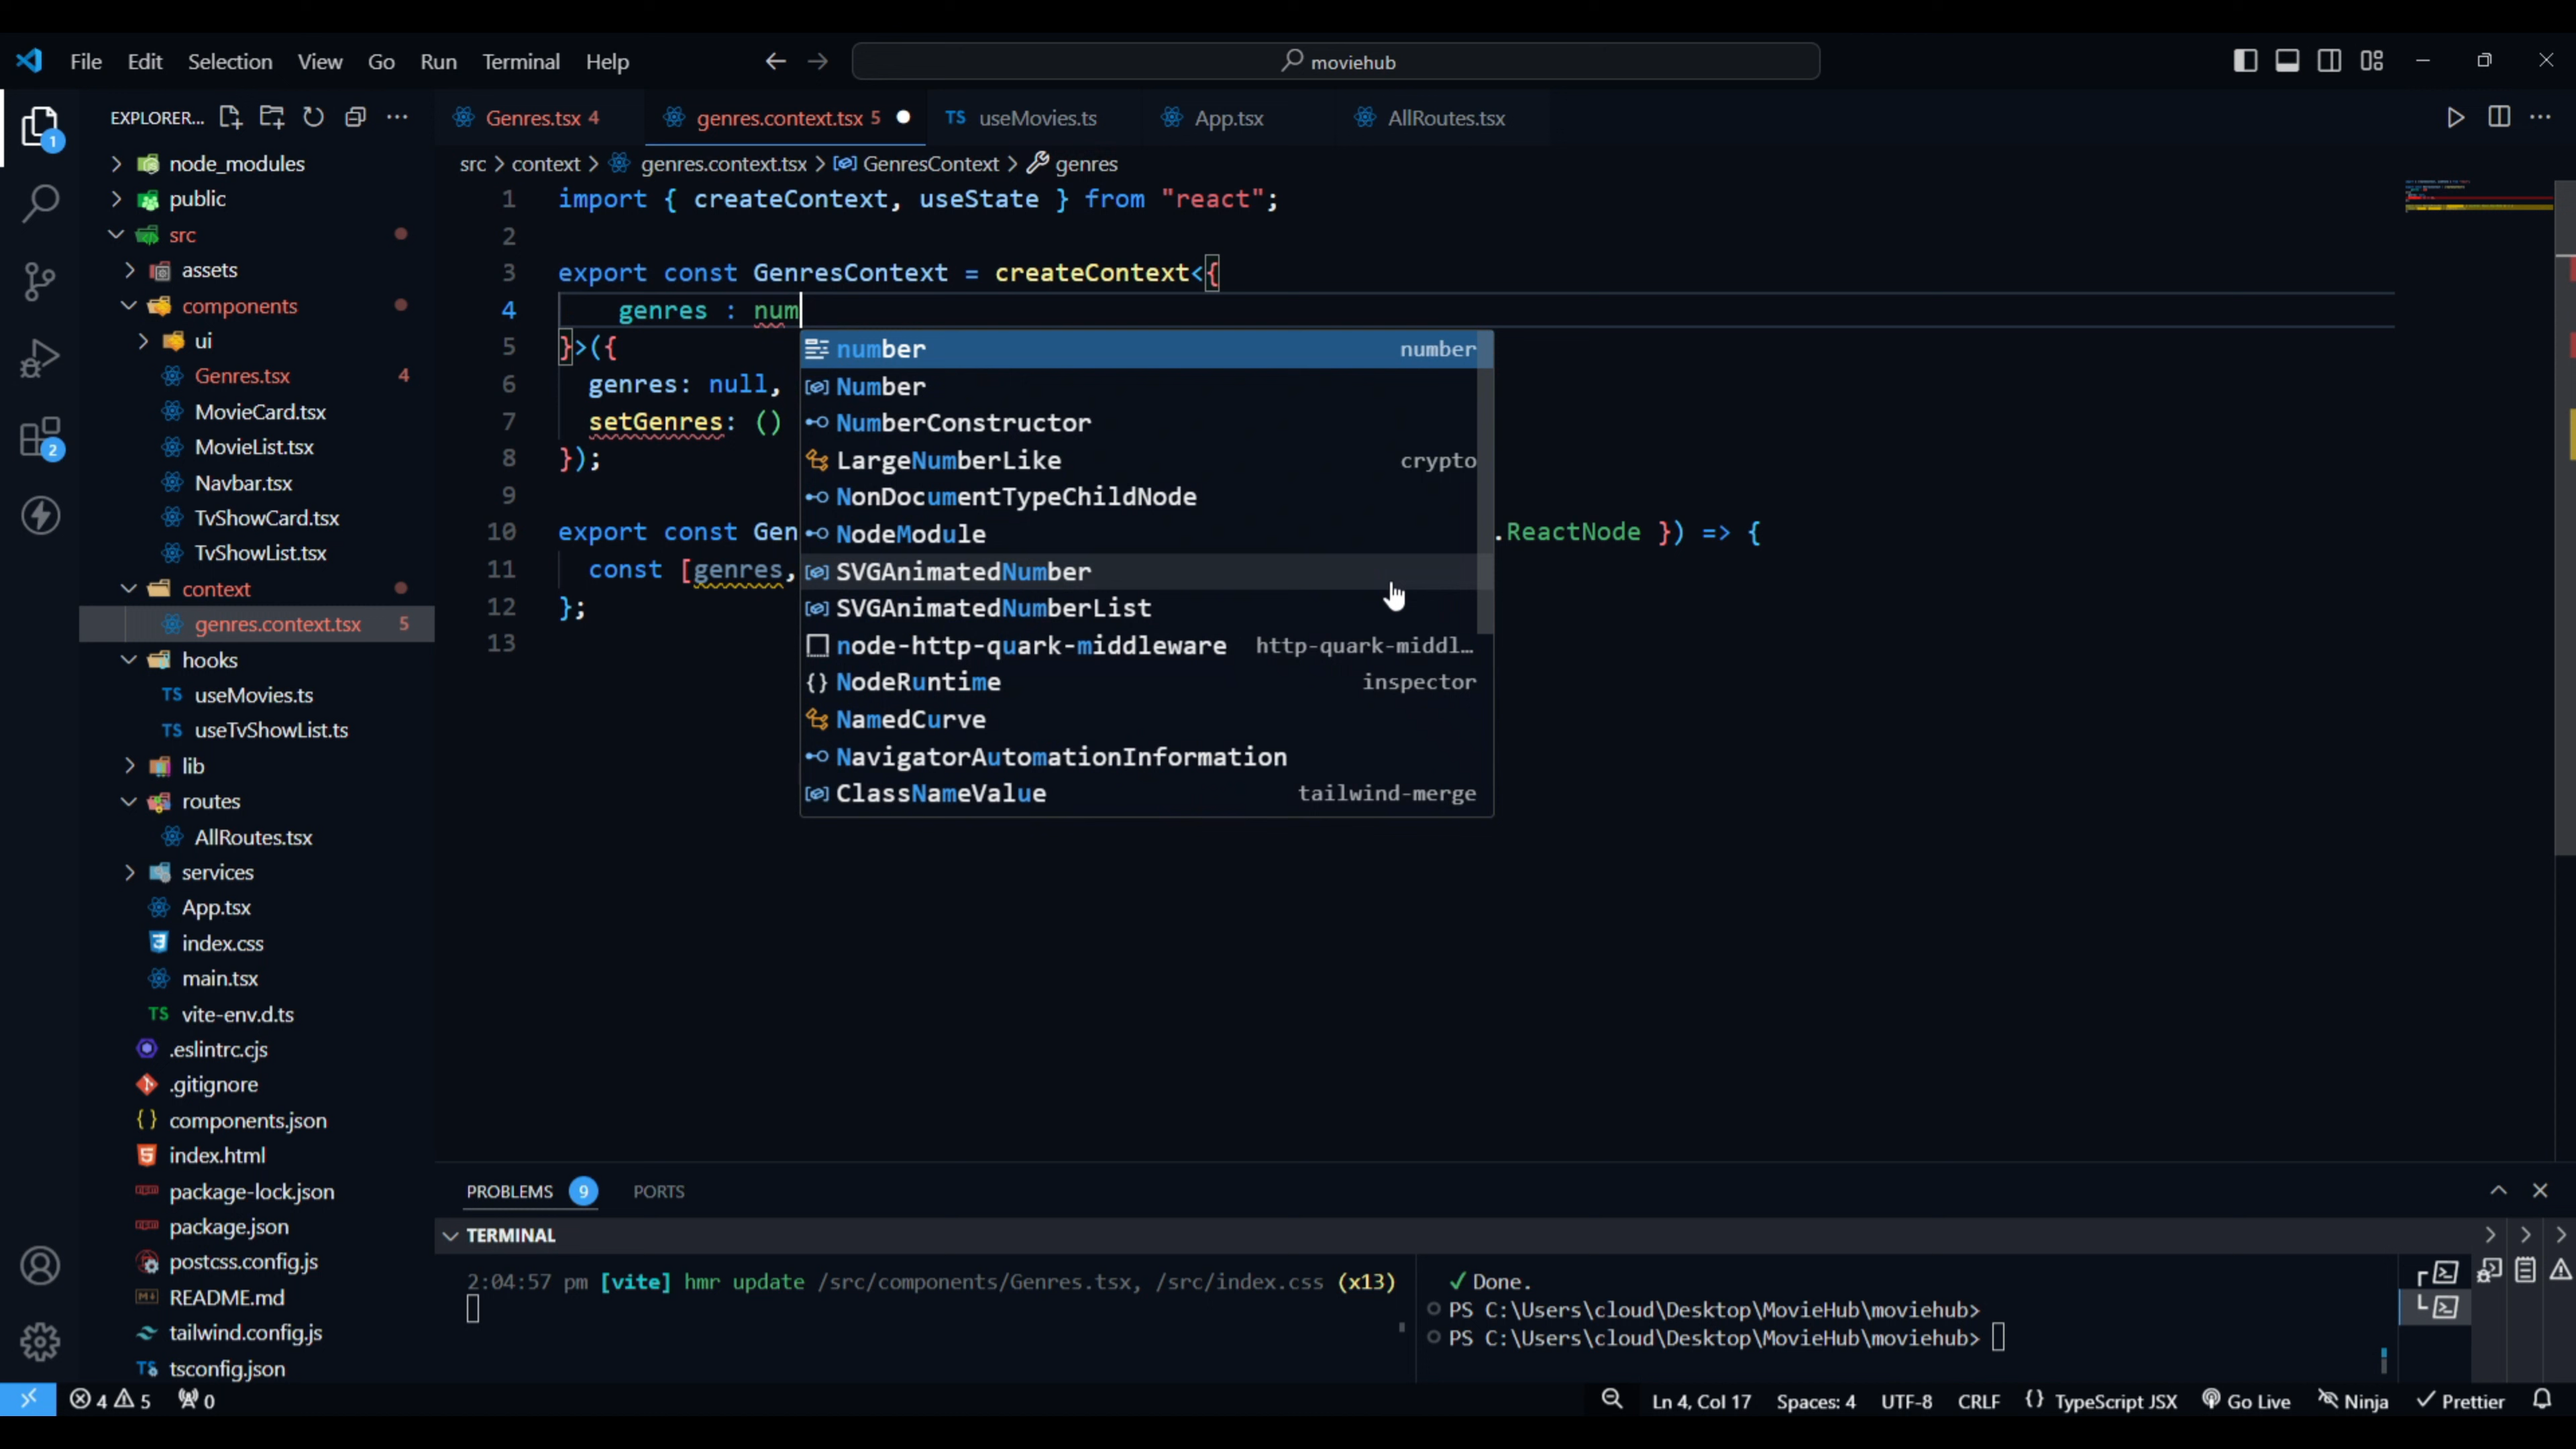 File Edit Selection View Go Run Terminal Help
moviehub
EXPLORER...
Genres.tsx 4
genres.context.tsx 5
TS useMovies.ts
App.tsx
AllRoutes.tsx
src > context > genres.context.tsx > GenresContext > genres
node_modules
public
src
assets
components
ui
Genres.tsx 4
MovieCard.tsx
MovieList.tsx
Navbar.tsx
TvShowCard.tsx
TvShowList.tsx
context
genres.context.tsx 5
hooks
TS useMovies.ts
TS useTvShowList.ts
lib
routes
AllRoutes.tsx
services
App.tsx
index.css
main.tsx
TS vite-env.d.ts
.eslintrc.cjs
.gitignore
components.json
index.html
package-lock.json
package.json
postcss.config.js
README.md
tailwind.config.js
tsconfig.json
1
2
1 import { createContext, useState } from "react";
2
3 export const GenresContext = createContext<{
4 genres : num
5 }>({
6 genres: null,
7 setGenres: ()
8 });
9
10 export const Gen .ReactNode }) => {
11 const [genres,
12 };
13
number number
Number
NumberConstructor
LargeNumberLike crypto
NonDocumentTypeChildNode
NodeModule
SVGAnimatedNumber
SVGAnimatedNumberList
node-http-quark-middleware http-quark-middl...
NodeRuntime inspector
NamedCurve
NavigatorAutomationInformation
ClassNameValue tailwind-merge
PROBLEMS 9 PORTS
TERMINAL
2:04:57 pm [vite] hmr update /src/components/Genres.tsx, /src/index.css (x13)
✓ Done.
PS C:\Users\cloud\Desktop\MovieHub\moviehub>
PS C:\Users\cloud\Desktop\MovieHub\moviehub>
4 5 0
Ln 4, Col 17 Spaces: 4 UTF-8 CRLF {} TypeScript JSX Go Live Ninja ✓ Prettier